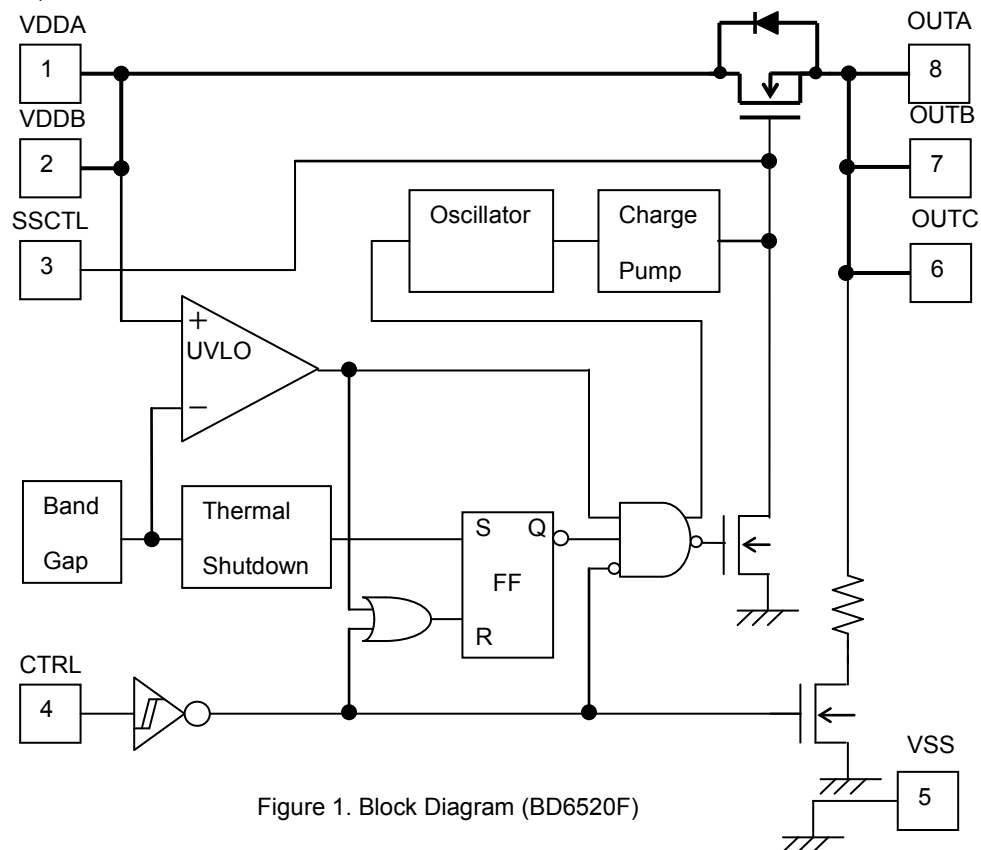 VDDA
OUTA
1
8
VDDB
OUTB
2
7
SSCTL
Oscillator
Charge
Pump
OUTC
3
6
+
UVLO
−
Band
Gap
Thermal
Shutdown
S Q
FF
R
CTRL
4
VSS
5
Figure 1. Block Diagram (BD6520F)